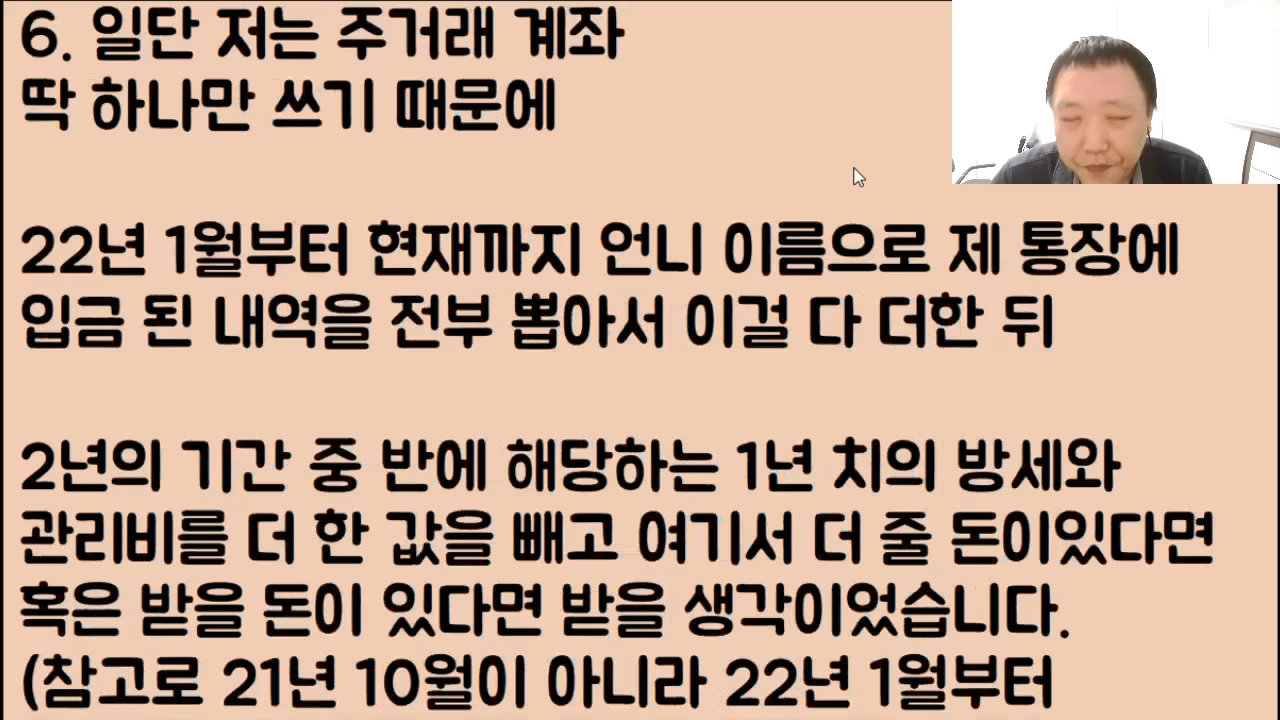 6. 일단 저는 주거래 계좌
딱 하나만 쓰기 때문에
22년 1월부터 현재까지 언니 이름으로 제 통장에
입금 된 내역을 전부 뽑아서 이걸 다 더한 뒤
2년의 기간 중 반에 해당하는 1년 치의 방세와
관리비를 더 한 값을 빼고 여기서 더 줄 돈이있다면
혹은 받을 돈이 있다면 받을 생각이었습니다.
(참고로 21년 10월이 아니라 22년 1월부터